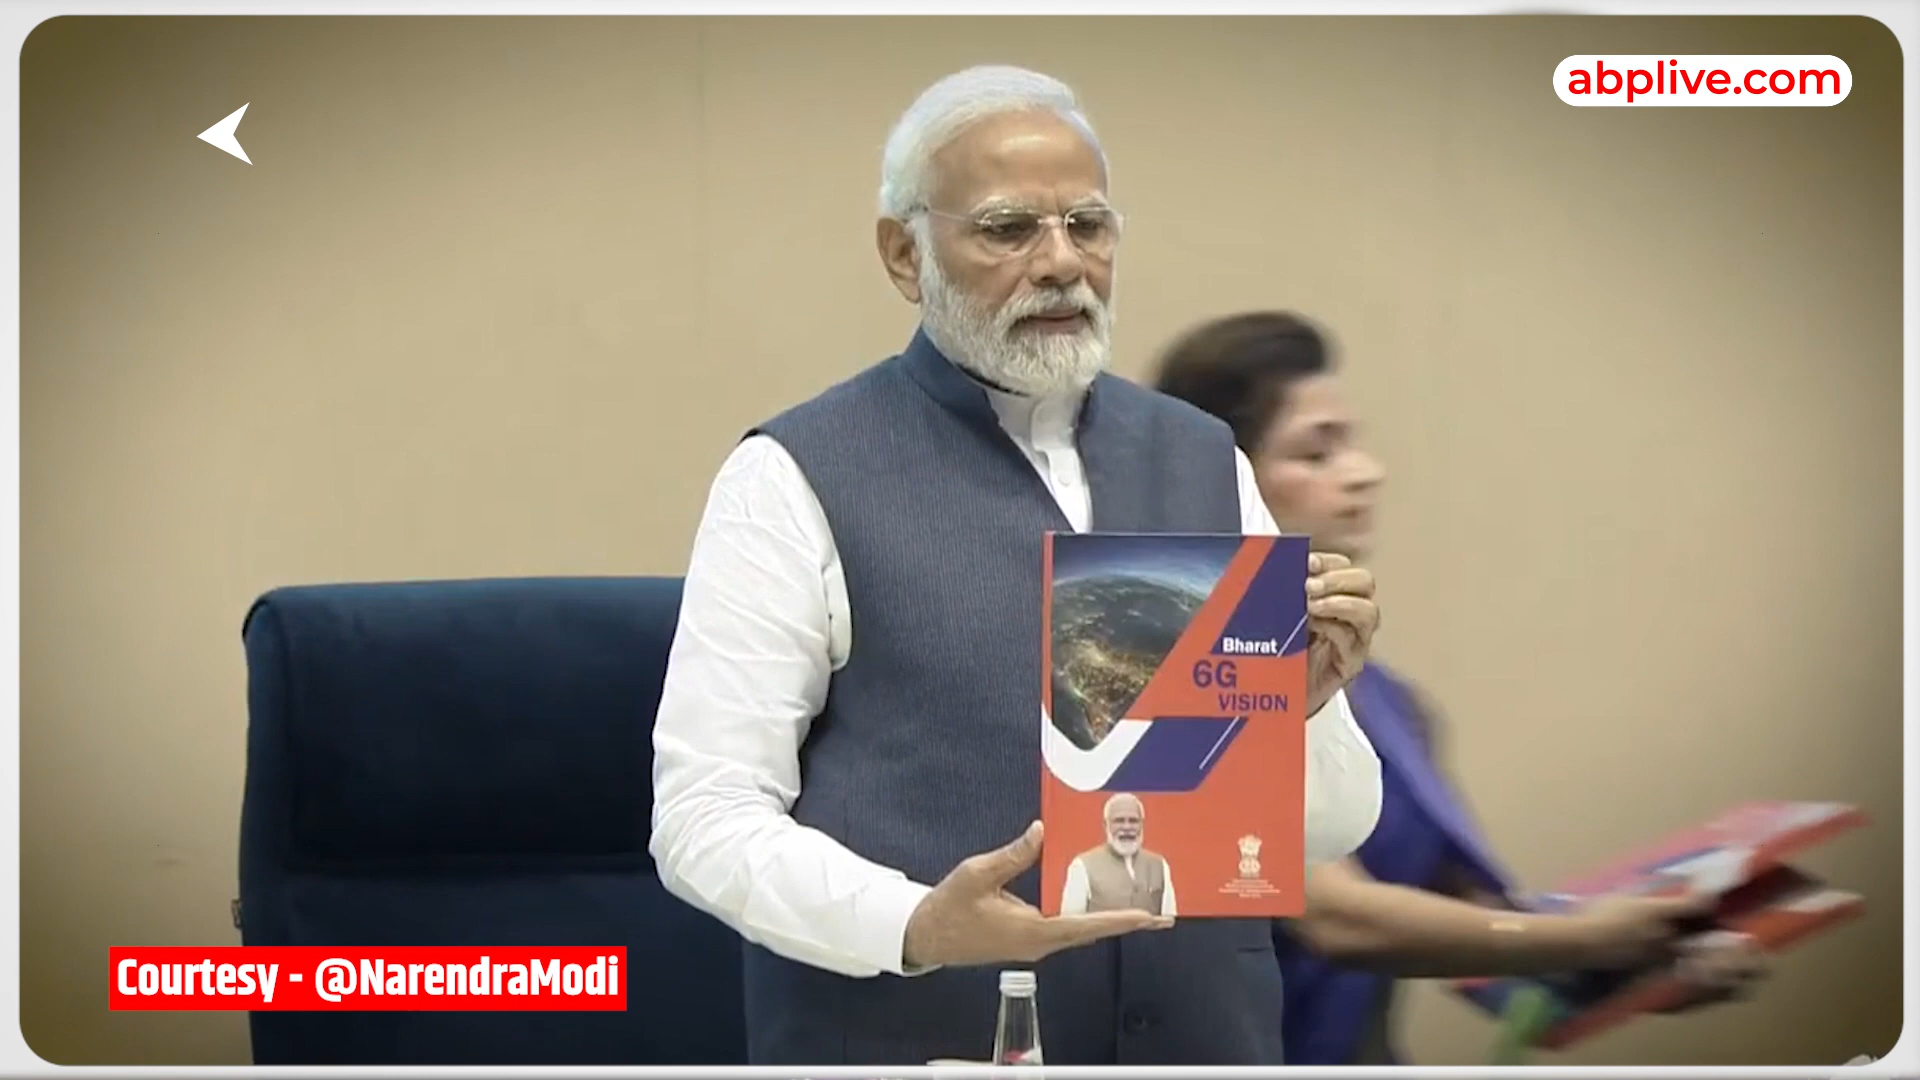 abplive.com
Bharat
6G
VISION
Courtesy - @NarendraModi